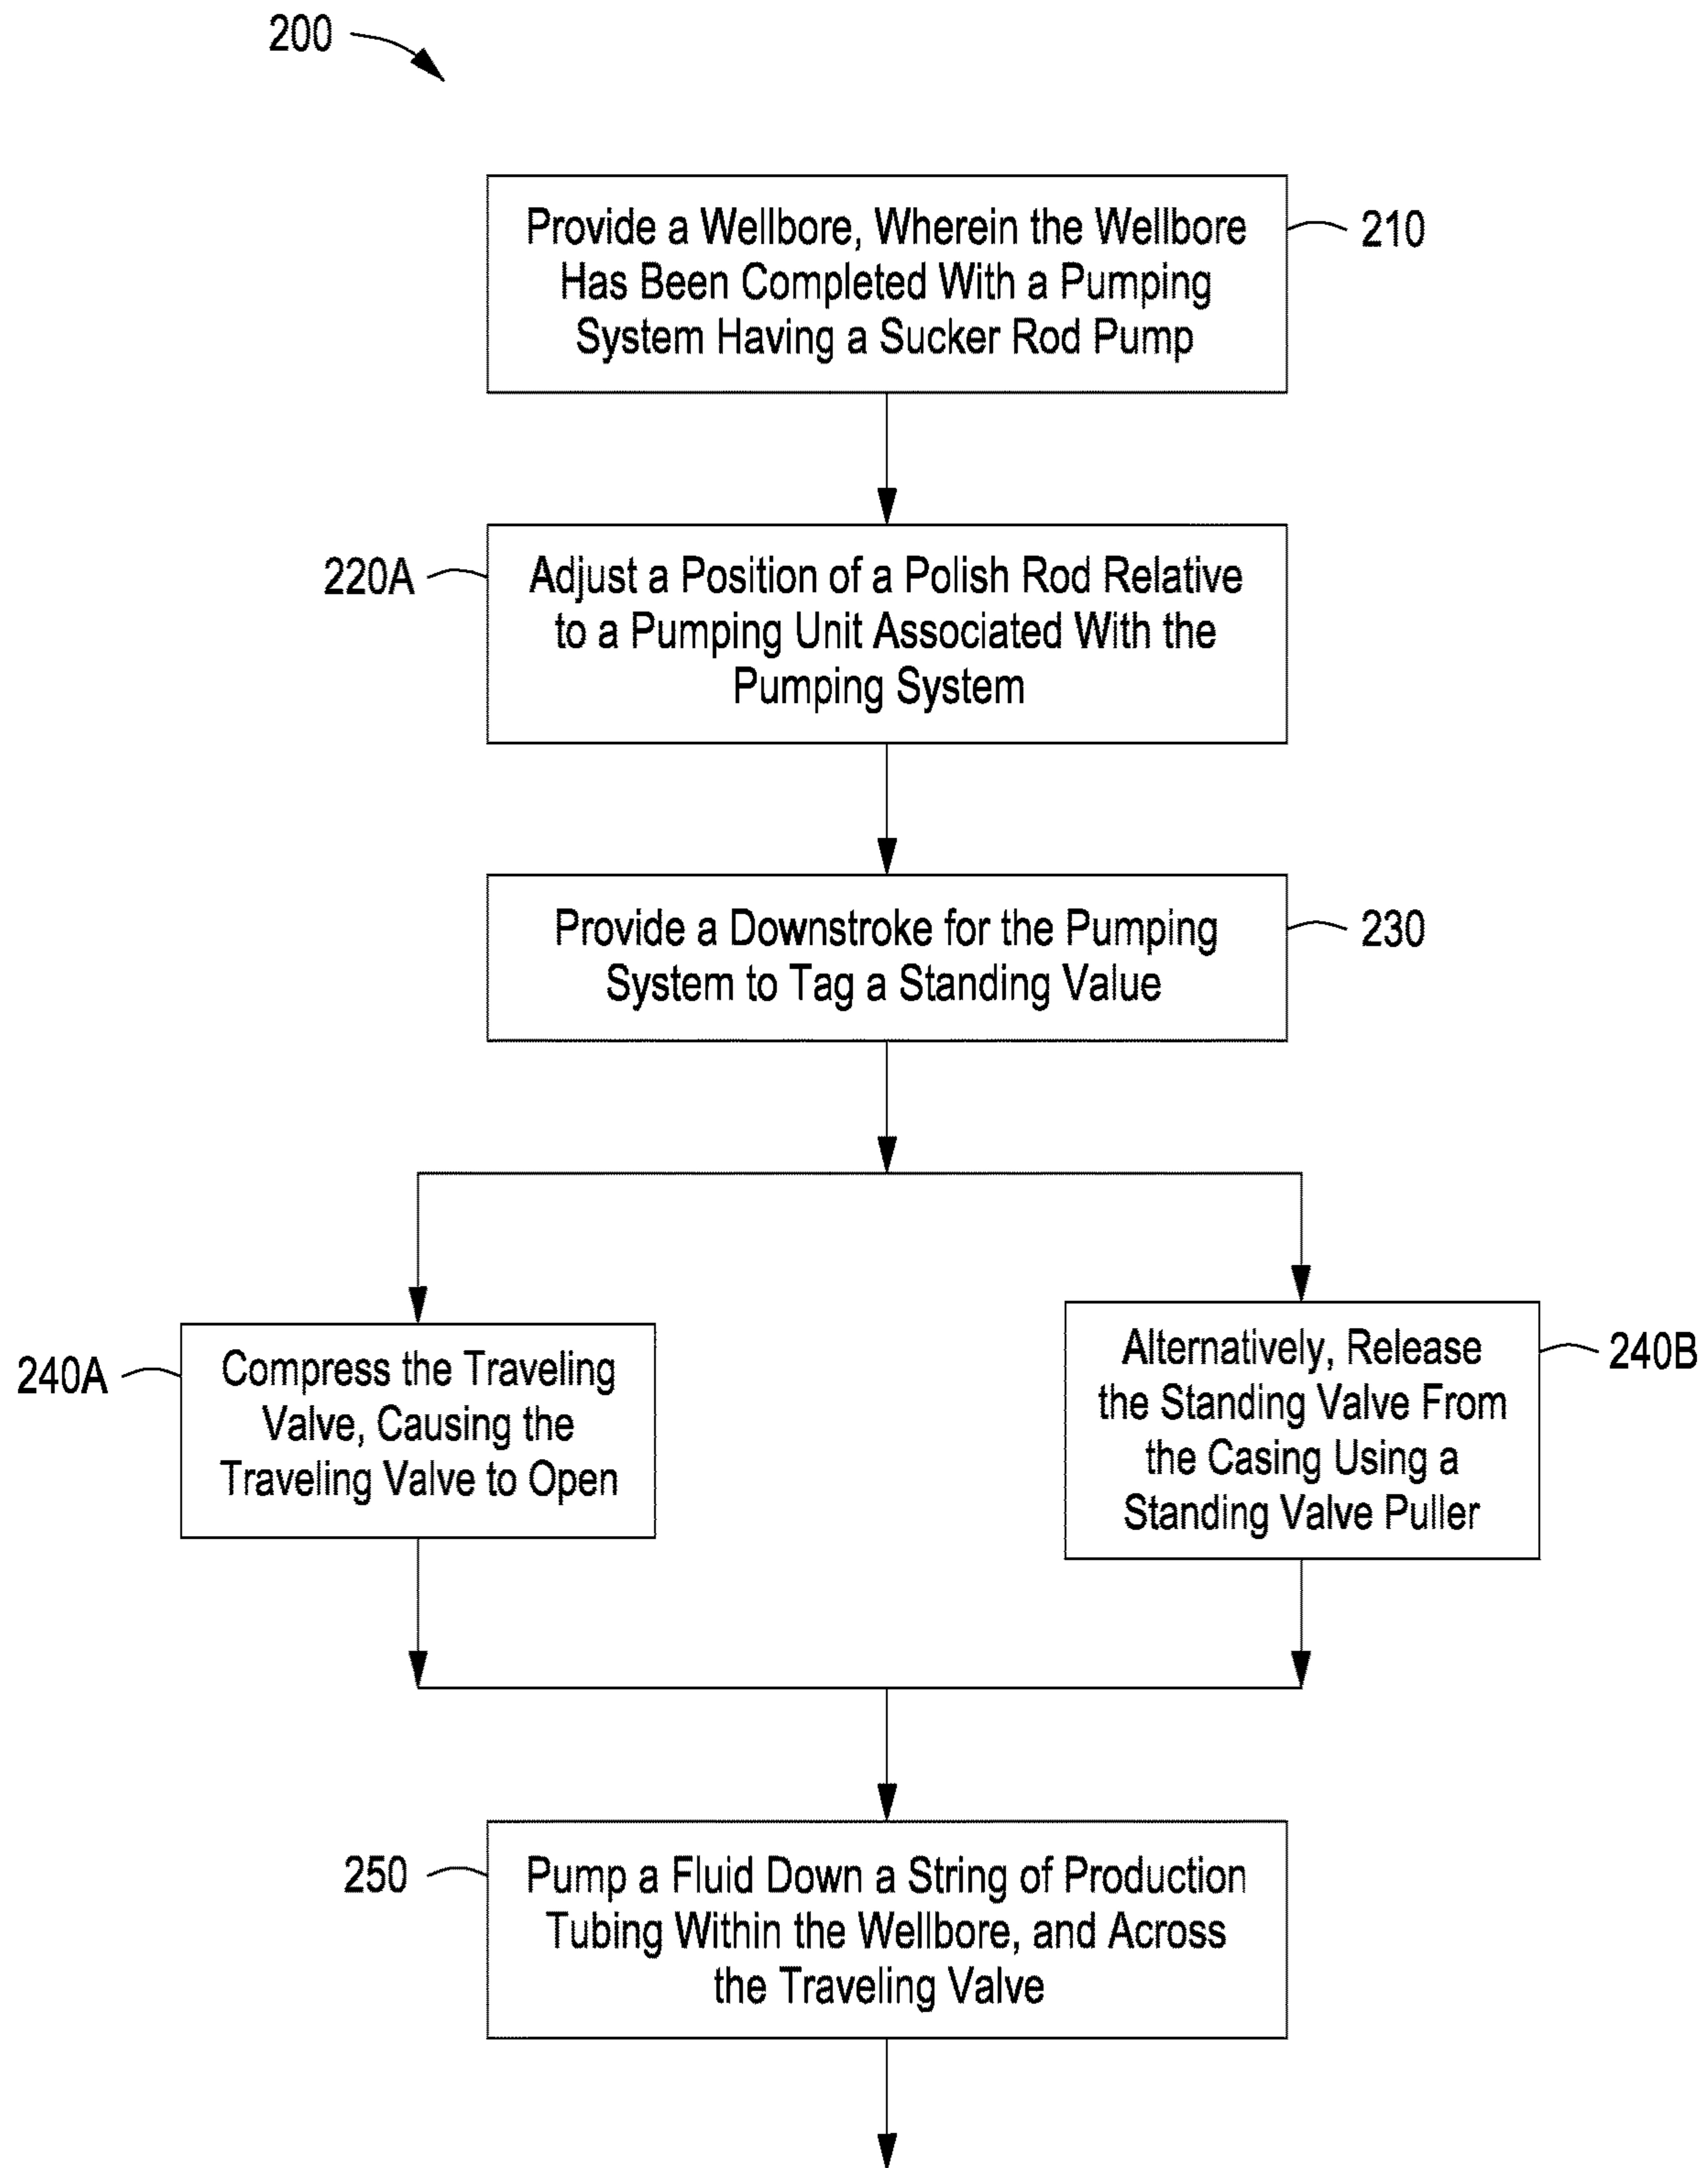 200
Provide a Wellbore, Wherein the Wellbore
Has Been Completed With a Pumping
System Having a Sucker Rod Pump
210
220A
Adjust a Position of a Polish Rod Relative
to a Pumping Unit Associated With the
Pumping System
Provide a Downstroke for the Pumping
System to Tag a Standing Value
230
240A
Compress the Traveling
Valve, Causing the
Traveling Valve to Open
Alternatively, Release
the Standing Valve From
the Casing Using a
Standing Valve Puller
240B
250
Pump a Fluid Down a String of Production
Tubing Within the Wellbore, and Across
the Traveling Valve